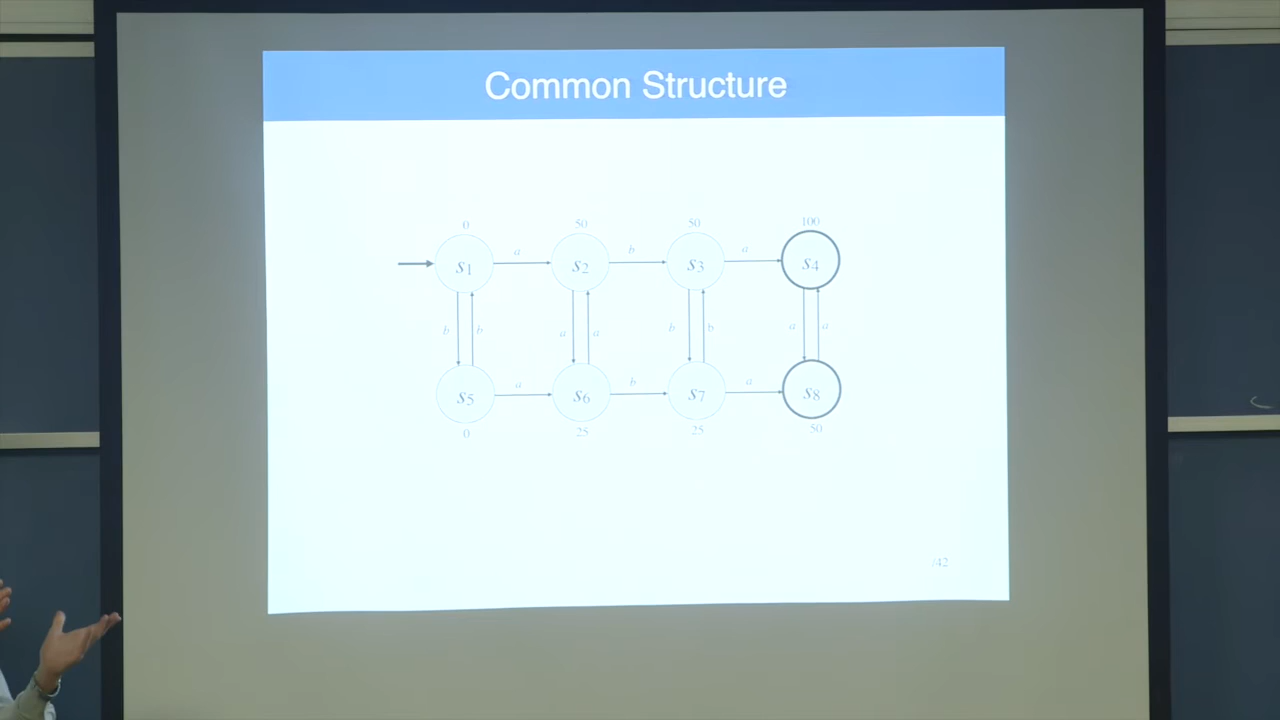 Common Structure
0 50 50 100
a b a
s1 s2 s3 s4
b b a a b b a a
a b a
s5 s6 s7 s8
0 25 25 50
/42